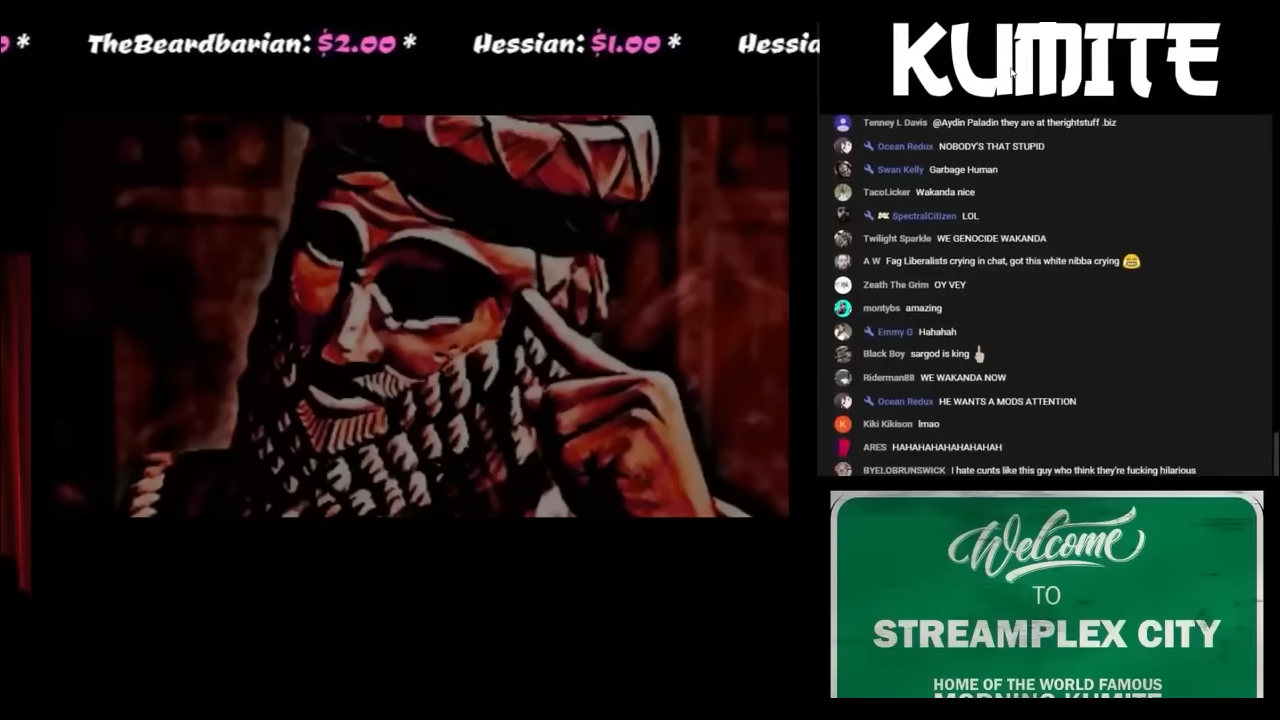 * TheBeardbarian: $2.00 * Hessian: $1.00 * Hessia
KUMITE
Tenney L Davis @Aydin Paladin they are at therightstuff .biz
Ocean Redux NOBODY'S THAT STUPID
Swan Kelly Garbage Human
TacoLicker Wakanda nice
SpectralCitizen LOL
Twilight Sparkle WE GENOCIDE WAKANDA
A W Fag Liberalists crying in chat, got this white nibba crying
Zeath The Grim OY VEY
montybs amazing
Emmy G Hahahah
Black Boy sargod is king
Riderman88 WE WAKANDA NOW
Ocean Redux HE WANTS A MODS ATTENTION
K Kiki Kikison lmao
ARES HAHAHAHAHAHAHAHAH
BYELOBRUNSWICK I hate cunts like this guy who think they're fucking hilarious
Welcome
TO
STREAMPLEX CITY
HOME OF THE WORLD FAMOUS
MORNING KUMITE